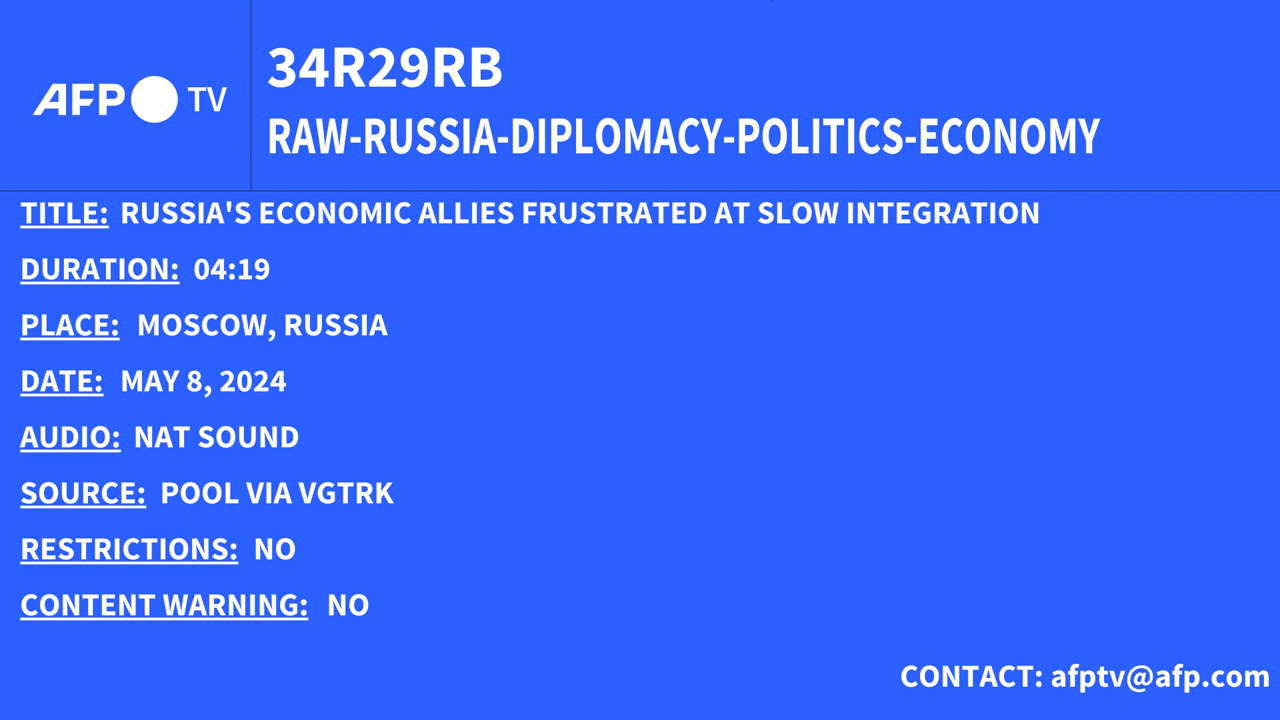 AFP TV
34R29RB
RAW-RUSSIA-DIPLOMACY-POLITICS-ECONOMY
TITLE: RUSSIA'S ECONOMIC ALLIES FRUSTRATED AT SLOW INTEGRATION
DURATION: 04:19
PLACE: MOSCOW, RUSSIA
DATE: MAY 8, 2024
AUDIO: NAT SOUND
SOURCE: POOL VIA VGTRK
RESTRICTIONS: NO
CONTENT WARNING: NO
CONTACT: afptv@afp.com